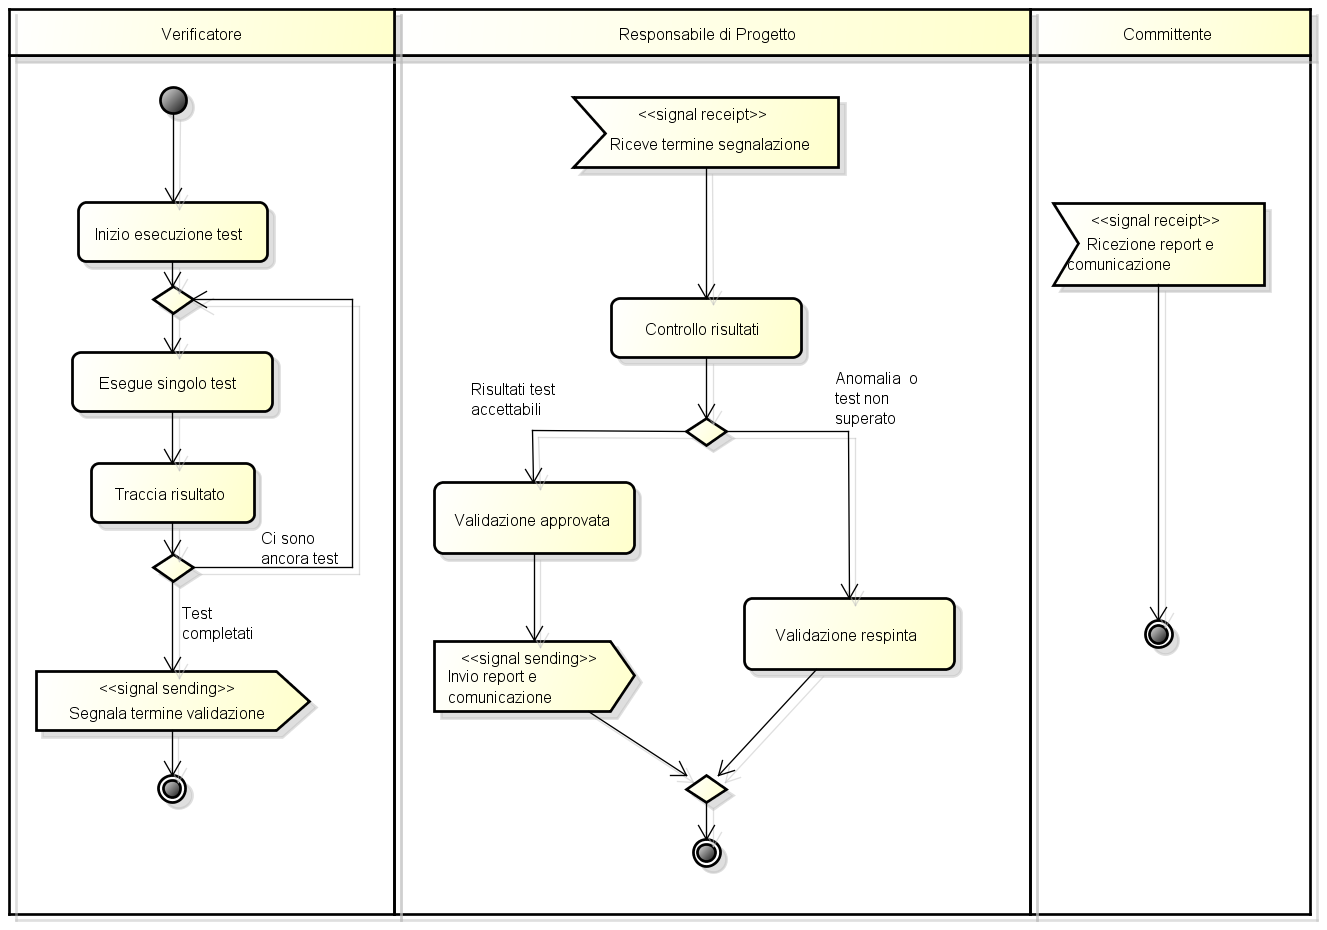 Verificatore
Responsabile di Progetto
Committente
Inizio esecuzione test
Esegue singolo test
Traccia risultato
Ci sono
ancora test
Test
completati
<<signal sending>>
Segnala termine validazione
<<signal receipt>>
Riceve termine segnalazione
Controllo risultati
Risultati test
accettabili
Anomalia  o
test non
superato
Validazione approvata
<<signal sending>>
Invio report e
comunicazione
Validazione respinta
<<signal receipt>>
Ricezione report e
comunicazione